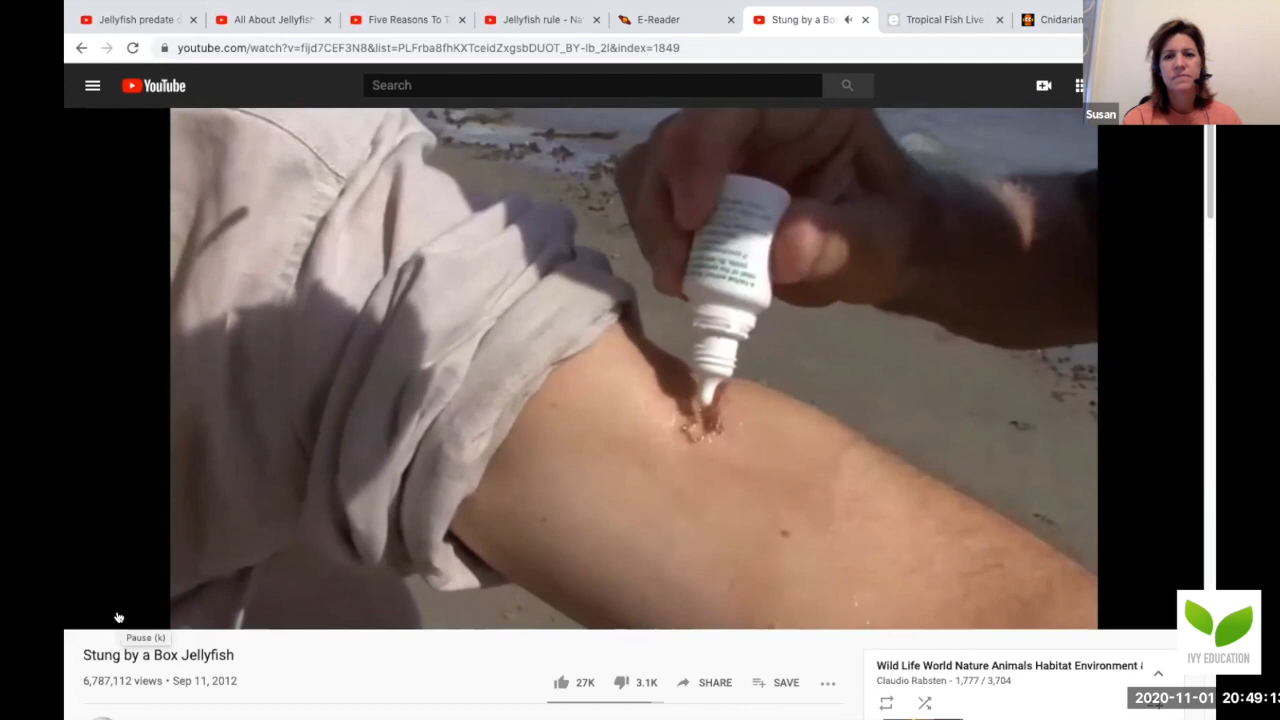 Jellyfish predate
All About Jellyfish
Five Reasons To T
Jellyfish rule - Na
E-Reader
Stung by a Bo
Tropical Fish Live
Cnidarian
youtube.com/watch?v=fijd7CEF3N8&list=PLFrba8fhKXTceidZxgsbDUOT_BY-lb_2l&index=1849
YouTube
Search
Susan
Pause (k)
Stung by a Box Jellyfish
6,787,112 views • Sep 11, 2012
27K
3.1K
SHARE
SAVE
Wild Life World Nature Animals Habitat Environment
Claudio Rabsten - 1,777 / 3,704
IVY EDUCATION
2020-11-01 20:49:1